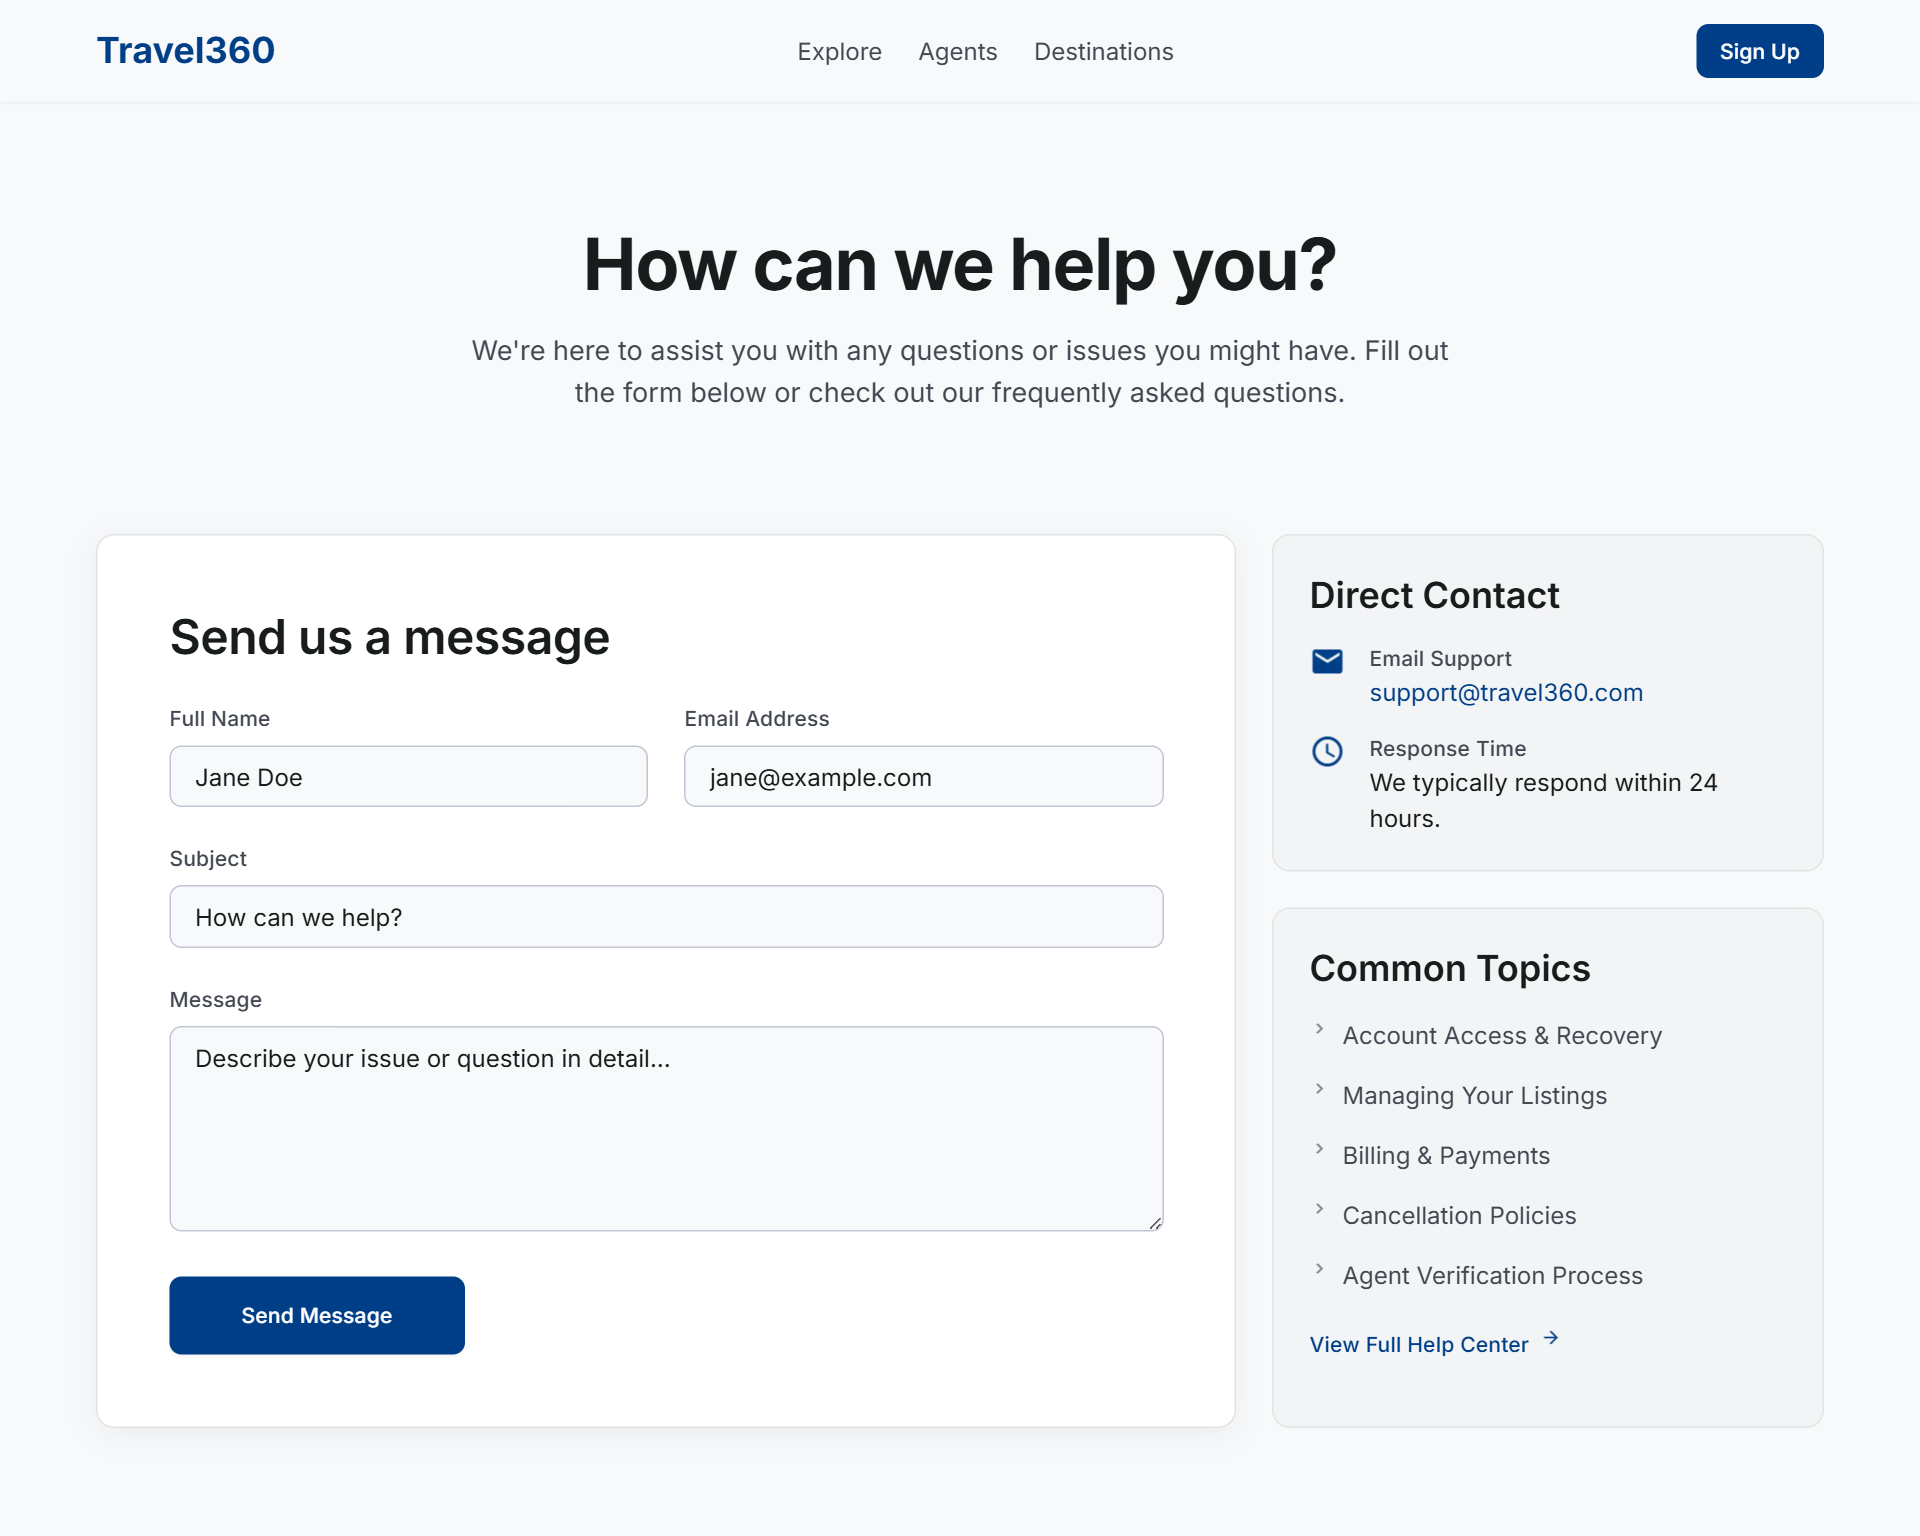 Travel360
Explore
Agents
Destinations
Sign Up
How can we help you?
We're here to assist you with any questions or issues you might have. Fill out
the form below or check out our frequently asked questions.
Send us a message
Full Name
Jane Doe
Email Address
jane@example.com
Subject
How can we help?
Message
Describe your issue or question in detail...
Send Message
Direct Contact
Email Support
support@travel360.com
Response Time
We typically respond within 24
hours.
Common Topics
Account Access & Recovery
Managing Your Listings
Billing & Payments
Cancellation Policies
Agent Verification Process
View Full Help Center